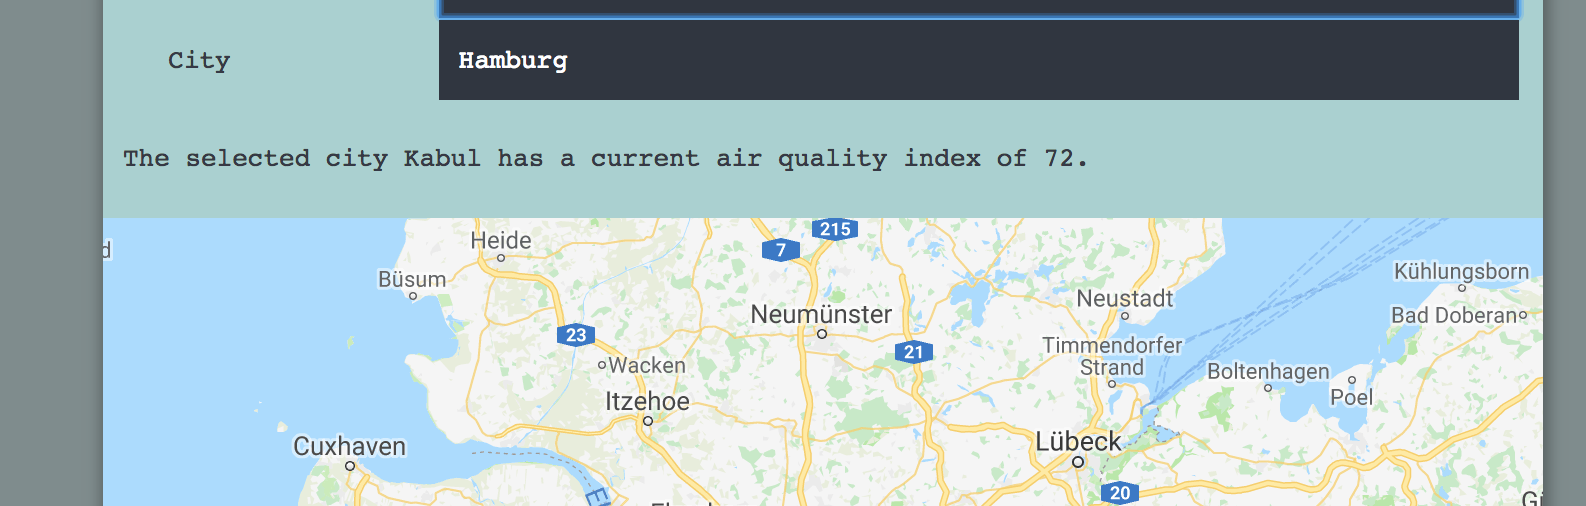 City
Hamburg
The selected city Kabul has a current air quality index of 72.
215
Heide
7
d
Büsum
Kühlungsborn
Neustadt
Neumünster
Bad Doberan
23
Timmendorfer
Strand
21
Wacken
Boltenhagen
Poel
Itzehoe
Cuxhaven
Lübeck
20